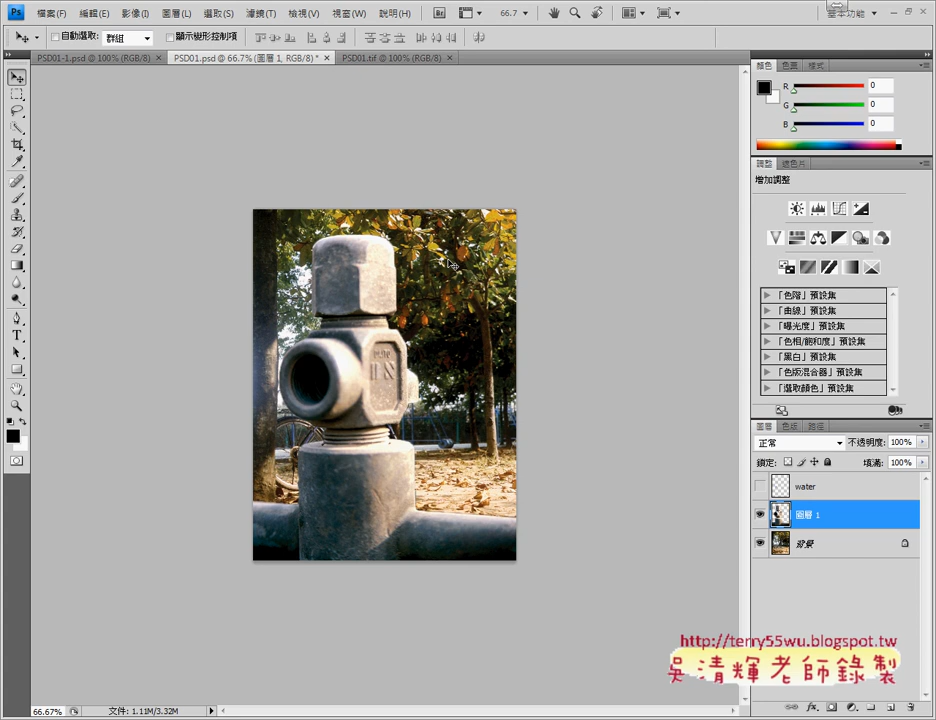 Ps 檔案(F) 編輯(E) 影像(I) 圖層(L) 選取(S) 濾鏡(T) 檢視(V) 視窗(W) 說明(H) Br 66.7 基本功能
自動選取: 群組 顯示變形控制項
PSD01-1.psd @ 100% (RGB/8) PSD01.psd @ 66.7% (圖層 1, RGB/8) * PSD01.tif @ 100% (RGB/8)
顏色 色票 樣式
R 0
G 0
B 0
調整 遮色片
增加調整
「色階」預設集
「曲線」預設集
「曝光度」預設集
「色相/飽和度」預設集
「黑白」預設集
「色版混合器」預設集
「選取顏色」預設集
圖層 色版 路徑
正常 不透明度: 100%
鎖定: 填滿: 100%
water
圖層 1
背景
IN
http://terry55wu.blogspot.tw
吳清輝老師錄製
66.67% 文件: 1.11M/3.32M